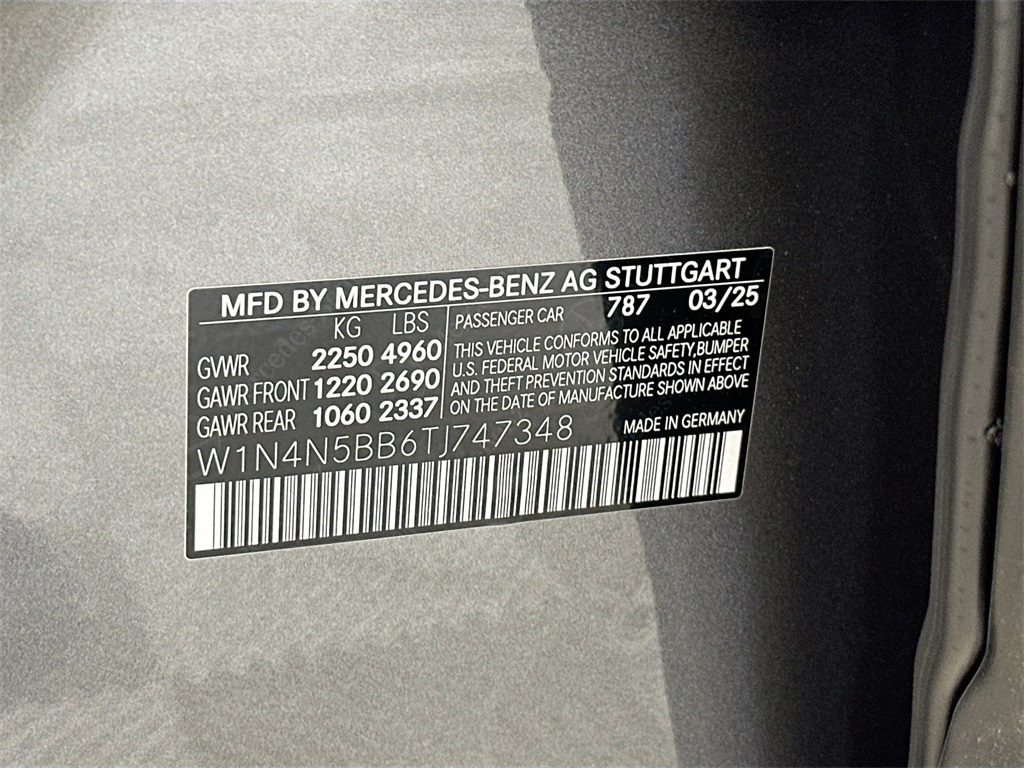 MFD BY MERCEDES-BENZ AG STUTTGART
KG LBS
GVWR 2250 4960
GAWR FRONT 1220 2690
GAWR REAR 1060 2337
PASSENGER CAR 787 03/25
THIS VEHICLE CONFORMS TO ALL APPLICABLE
U.S. FEDERAL MOTOR VEHICLE SAFETY,BUMPER
AND THEFT PREVENTION STANDARDS IN EFFECT
ON THE DATE OF MANUFACTURE SHOWN ABOVE
MADE IN GERMANY
W1N4N5BB6TJ747348